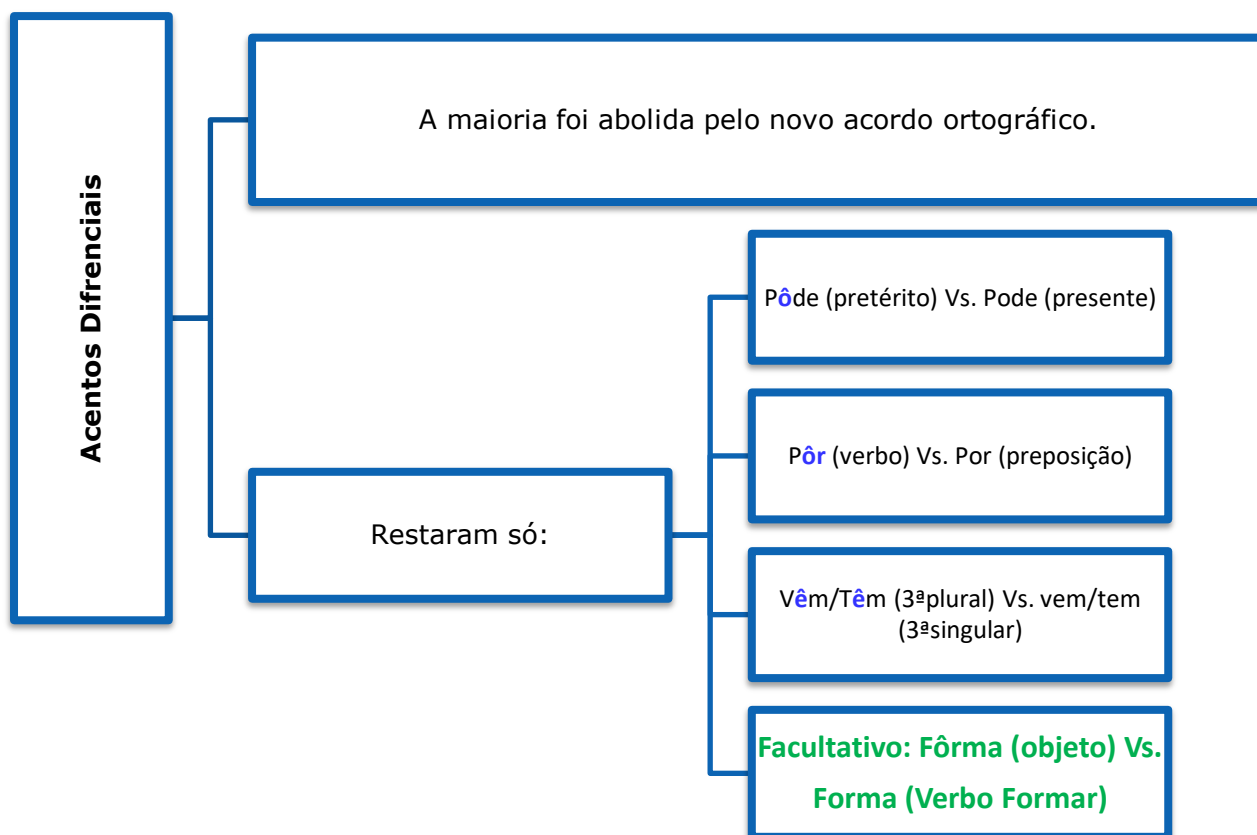 Acentos Difrenciais
A maioria foi abolida pelo novo acordo ortográfico.
Restaram só:
Pôde (pretérito) Vs. Pode (presente)
Pôr (verbo) Vs. Por (preposição)
Vêm/Têm (3ªplural) Vs. vem/tem
(3ªsingular)
Facultativo: Fôrma (objeto) Vs.
Forma (Verbo Formar)